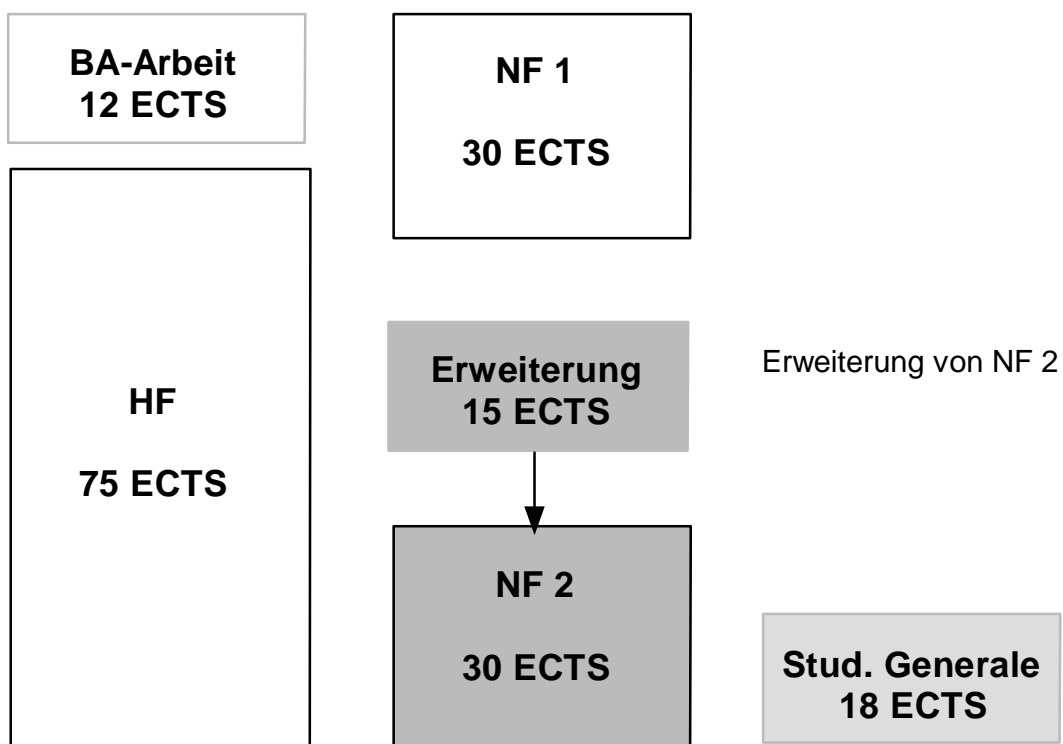 BA-Arbeit
12 ECTS
NF 1
30 ECTS
HF
75 ECTS
Erweiterung
15 ECTS
Erweiterung von NF 2
NF 2
30 ECTS
Stud. Generale
18 ECTS